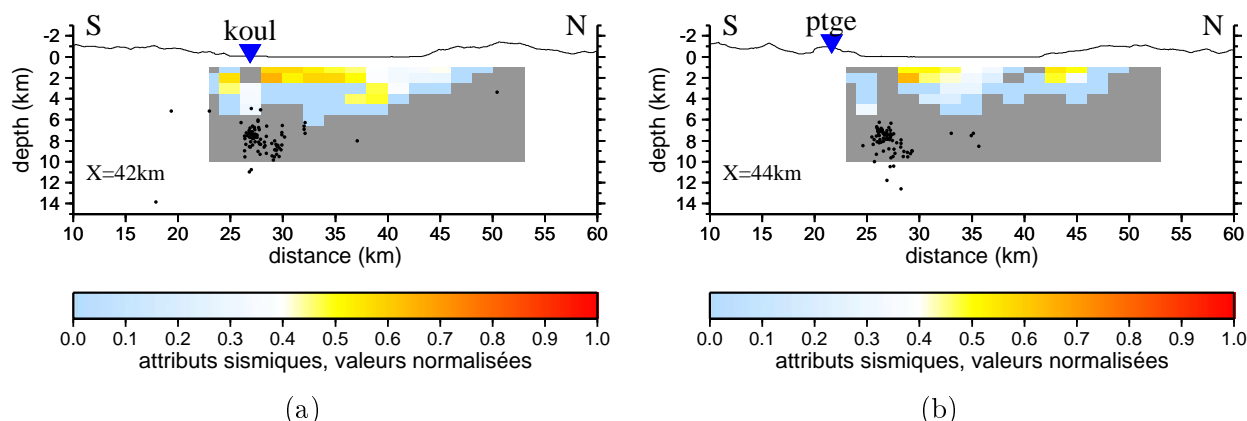 S koul N
-2
0
2
4
6
8
10
12
14
depth (km)
X=42km
10 15 20 25 30 35 40 45 50 55 60
distance (km)
0.0 0.1 0.2 0.3 0.4 0.5 0.6 0.7 0.8 0.9 1.0
attributs sismiques, valeurs normalisées
(a)
S ptge N
-2
0
2
4
6
8
10
12
14
depth (km)
X=44km
10 15 20 25 30 35 40 45 50 55 60
distance (km)
0.0 0.1 0.2 0.3 0.4 0.5 0.6 0.7 0.8 0.9 1.0
attributs sismiques, valeurs normalisées
(b)